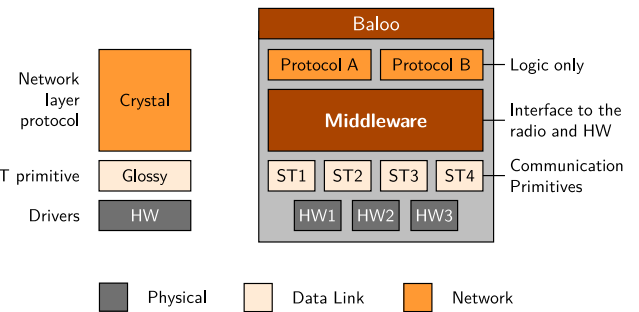 Baloo
Network
layer
protocol
Crystal
Protocol A
Protocol B
Logic only
Middleware
Interface to the
radio and HW
T primitive
Glossy
ST1
ST2
ST3
ST4
Communication
Primitives
Drivers
HW
HW1
HW2
HW3
Physical
Data Link
Network